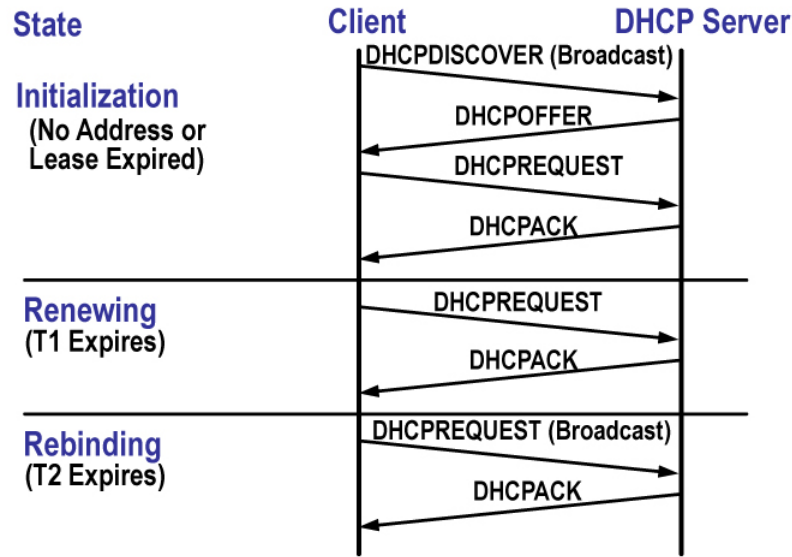 State
Client
DHCP Server
DHCPDISCOVER (Broadcast)
Initialization
(No Address or
Lease Expired)
DHCPOFFER
DHCPREQUEST
DHCPACK
Renewing
(T1 Expires)
DHCPREQUEST
DHCPACK
Rebinding
(T2 Expires)
DHCPREQUEST (Broadcast)
DHCPACK